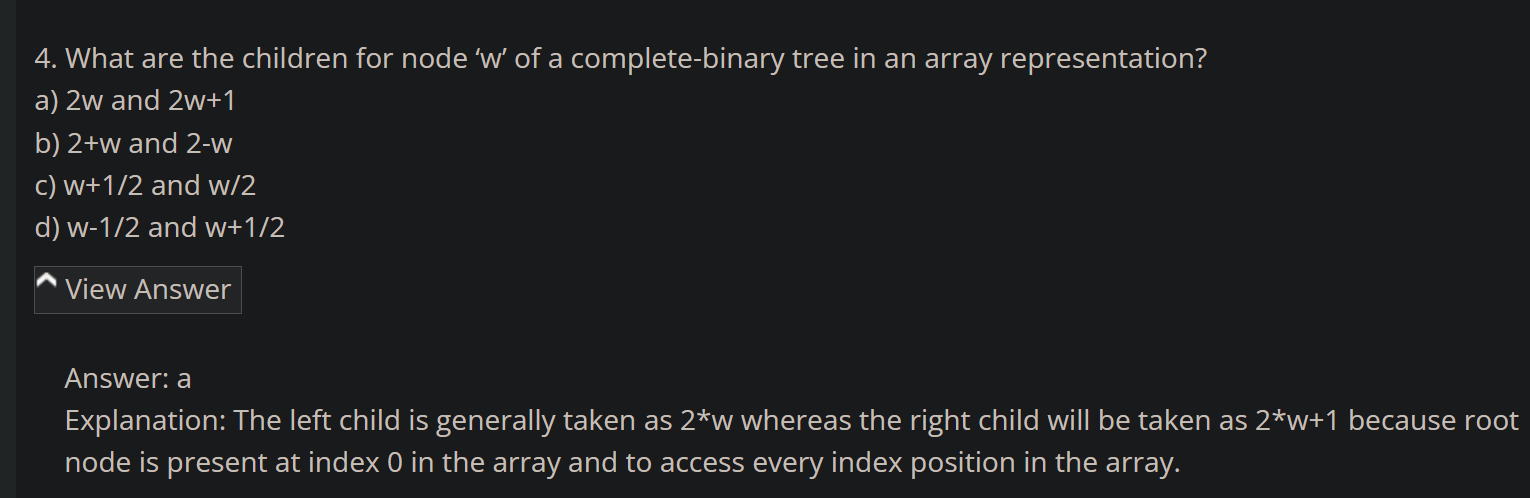 4. What are the children for node ‘w’ of a complete-binary tree in an array representation?
a) 2w and 2w+1
b) 2+w and 2-w
c) w+1/2 and w/2
d) w-1/2 and w+1/2
View Answer
Answer: a
Explanation: The left child is generally taken as 2*w whereas the right child will be taken as 2*w+1 because root
node is present at index 0 in the array and to access every index position in the array.